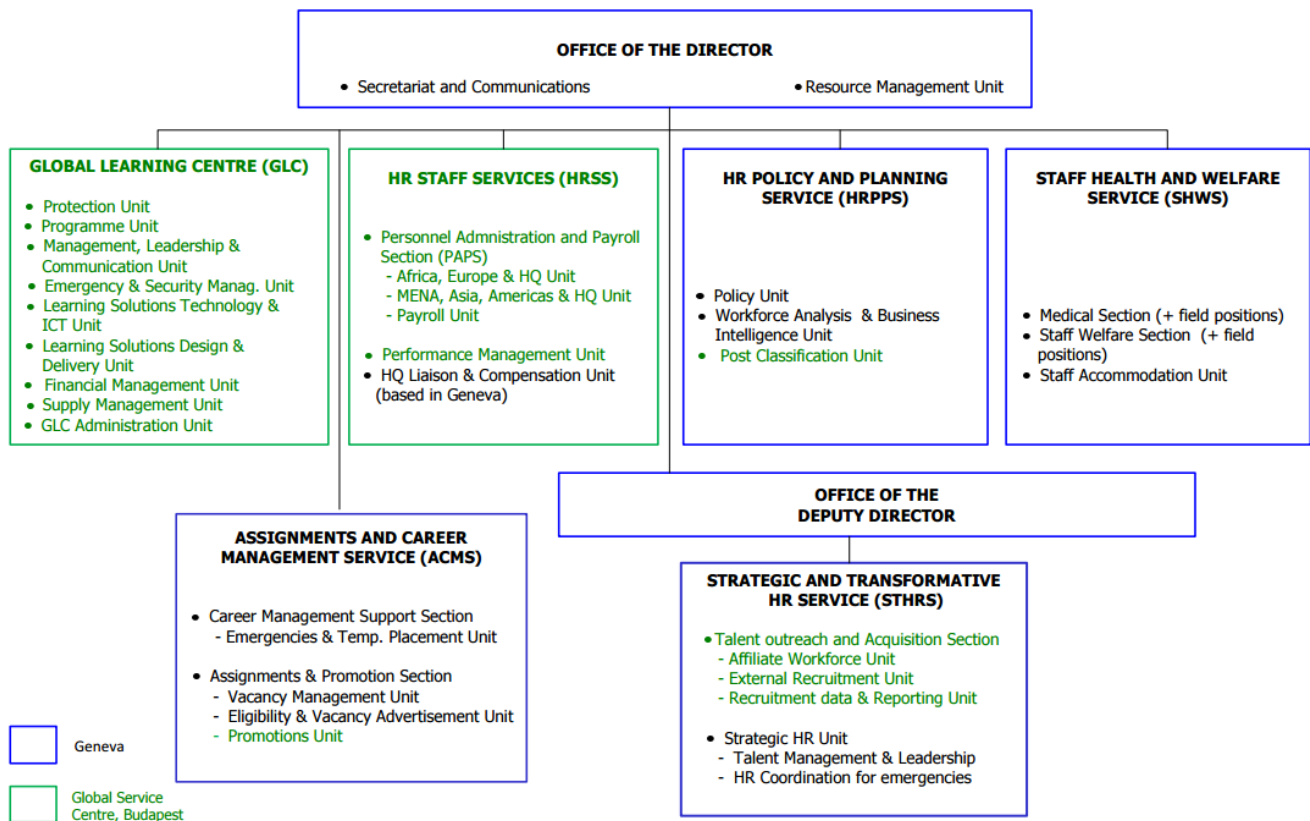 OFFICE OF THE DIRECTOR
• Secretariat and Communications
• Resource Management Unit
GLOBAL LEARNING CENTRE (GLC)
• Protection Unit
• Programme Unit
• Management, Leadership &
Communication Unit
• Emergency & Security Manag. Unit
• Learning Solutions Technology &
ICT Unit
• Learning Solutions Design &
Delivery Unit
• Financial Management Unit
• Supply Management Unit
• GLC Administration Unit
HR STAFF SERVICES (HRSS)
• Personnel Admnistration and Payroll
Section (PAPS)
- Africa, Europe & HQ Unit
- MENA, Asia, Americas & HQ Unit
- Payroll Unit
• Performance Management Unit
• HQ Liaison & Compensation Unit
(based in Geneva)
HR POLICY AND PLANNING
SERVICE (HRPPS)
• Policy Unit
• Workforce Analysis & Business
Intelligence Unit
• Post Classification Unit
STAFF HEALTH AND WELFARE
SERVICE (SHWS)
• Medical Section (+ field positions)
• Staff Welfare Section (+ field
positions)
• Staff Accommodation Unit
ASSIGNMENTS AND CAREER
MANAGEMENT SERVICE (ACMS)
• Career Management Support Section
- Emergencies & Temp. Placement Unit
• Assignments & Promotion Section
- Vacancy Management Unit
- Eligibility & Vacancy Advertisement Unit
- Promotions Unit
OFFICE OF THE
DEPUTY DIRECTOR
STRATEGIC AND TRANSFORMATIVE
HR SERVICE (STHRS)
• Talent outreach and Acquisition Section
- Affiliate Workforce Unit
- External Recruitment Unit
- Recruitment data & Reporting Unit
• Strategic HR Unit
- Talent Management & Leadership
- HR Coordination for emergencies
Geneva
Global Service
Centre, Budapest